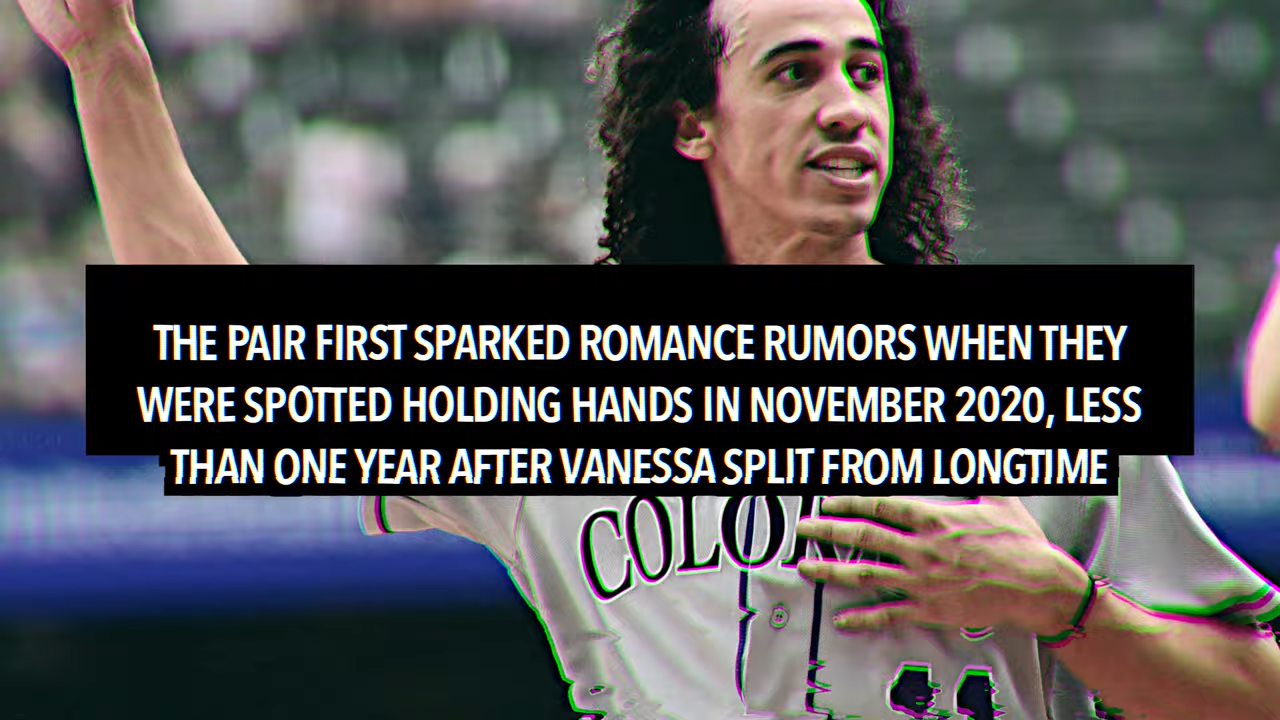 THE PAIR FIRST SPARKED ROMANCE RUMORS WHEN THEY
WERE SPOTTED HOLDING HANDS IN NOVEMBER 2020, LESS
THAN ONE YEAR AFTER VANESSA SPLIT FROM LONGTIME
COLO